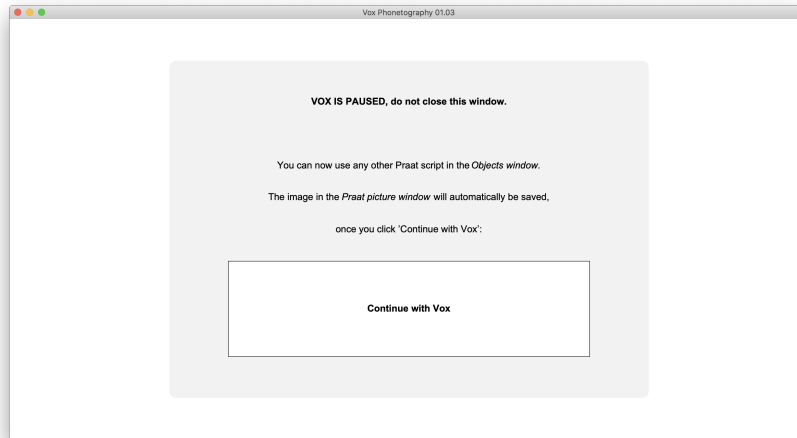 Vox Phonetography 01.03
VOX IS PAUSED, do not close this window.
You can now use any other Praat script in the Objects window.
The image in the Praat picture window will automatically be saved,
once you click 'Continue with Vox':
Continue with Vox